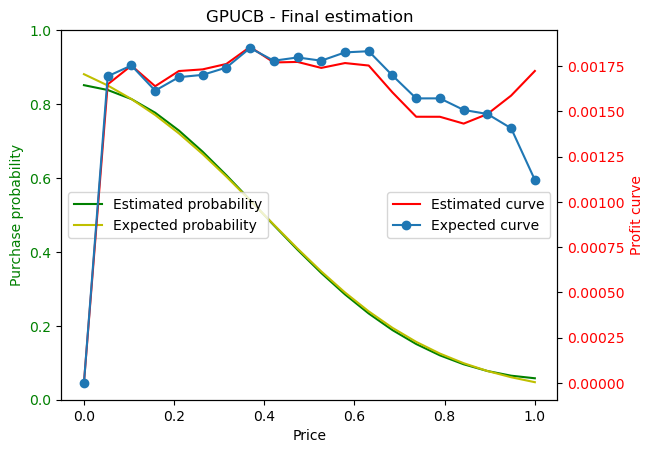 GPUCB - Final estimation
1.0
0.8
0.6
0.4
0.2
0.0
Purchase probability
Estimated probability
Expected probability
Estimated curve
Expected curve
0.00175
0.00150
0.00125
0.00100
0.00075
0.00050
0.00025
0.00000
Profit curve
0.0
0.2
0.4
0.6
0.8
1.0
Price